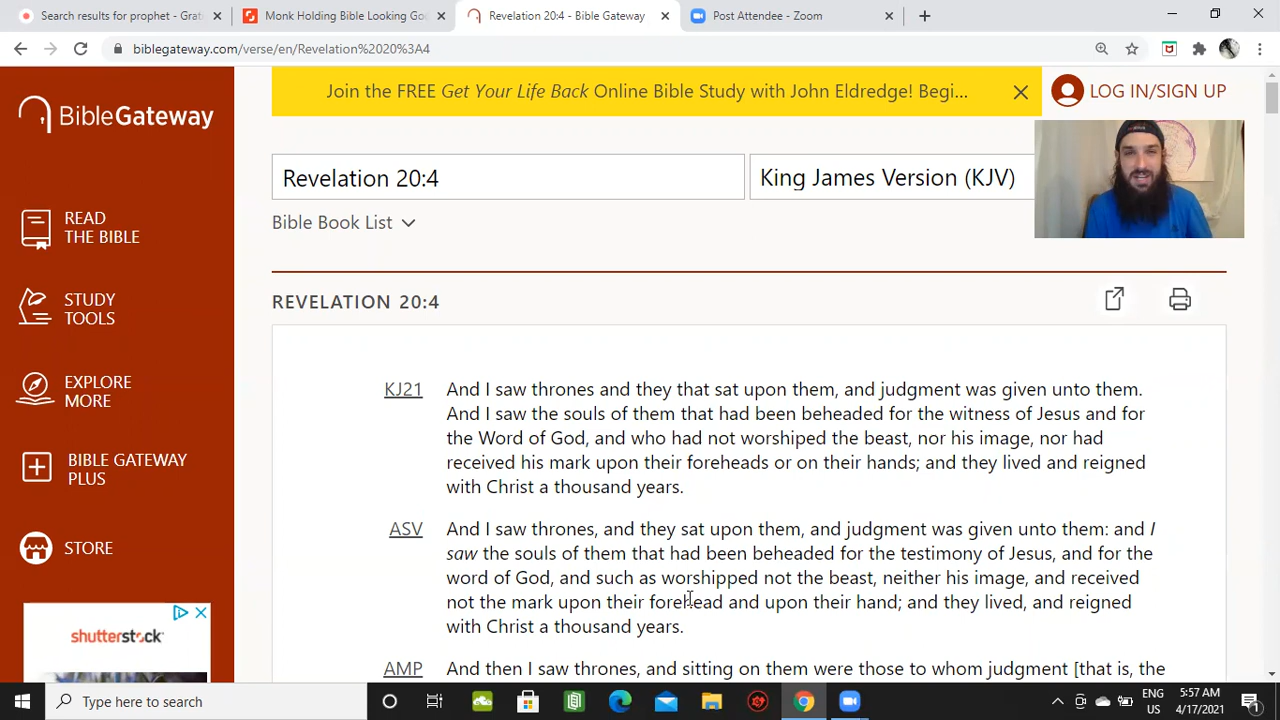 Search results for prophet - Grat
Monk Holding Bible Looking Go
Revelation 20:4 - Bible Gateway
Post Attendee - Zoom
biblegateway.com/verse/en/Revelation%2020%3A4
BibleGateway
READ
THE BIBLE
STUDY
TOOLS
EXPLORE
MORE
BIBLE GATEWAY
PLUS
STORE
shutterstock
Join the FREE Get Your Life Back Online Bible Study with John Eldredge! Begi...
LOG IN/SIGN UP
Revelation 20:4
King James Version (KJV)
Bible Book List
REVELATION 20:4
KJ21 And I saw thrones and they that sat upon them, and judgment was given unto them.
And I saw the souls of them that had been beheaded for the witness of Jesus and for
the Word of God, and who had not worshiped the beast, nor his image, nor had
received his mark upon their foreheads or on their hands; and they lived and reigned
with Christ a thousand years.
ASV And I saw thrones, and they sat upon them, and judgment was given unto them: and I
saw the souls of them that had been beheaded for the testimony of Jesus, and for the
word of God, and such as worshipped not the beast, neither his image, and received
not the mark upon their forehead and upon their hand; and they lived, and reigned
with Christ a thousand years.
AMP And then I saw thrones, and sitting on them were those to whom judgment [that is, the
Type here to search
ENG
US
5:57 AM
4/17/2021